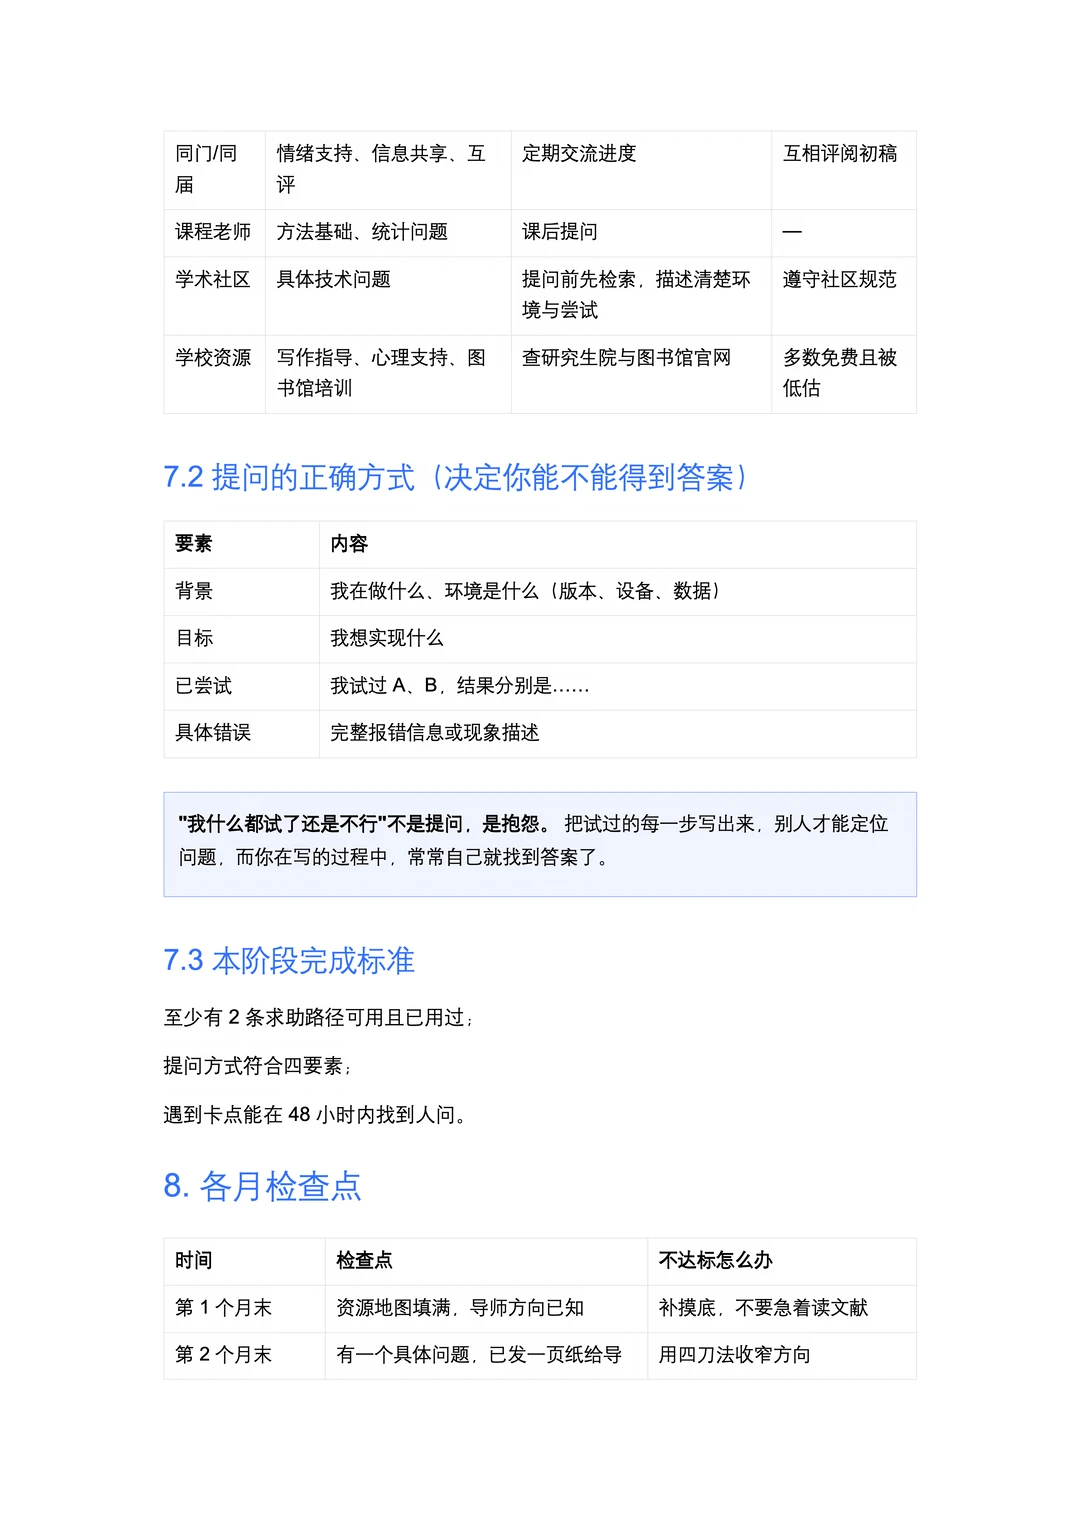 同门/同 情绪支持、信息共享、互 定期交流进度 互相评阅初稿
届 评
课程老师 方法基础、统计问题 课后提问 —
学术社区 具体技术问题 提问前先检索，描述清楚环 遵守社区规范
境与尝试
学校资源 写作指导、心理支持、图 查研究生院与图书馆官网 多数免费且被
书馆培训 低估
7.2 提问的正确方式（决定你能不能得到答案）
要素 内容
背景 我在做什么、环境是什么（版本、设备、数据）
目标 我想实现什么
已尝试 我试过 A、B，结果分别是……
具体错误 完整报错信息或现象描述
"我什么都试了还是不行"不是提问，是抱怨。 把试过的每一步写出来，别人才能定位
问题，而你在写的过程中，常常自己就找到答案了。
7.3 本阶段完成标准
至少有 2 条求助路径可用且已用过；
提问方式符合四要素；
遇到卡点能在 48 小时内找到人问。
8. 各月检查点
时间 检查点 不达标怎么办
第 1 个月末 资源地图填满，导师方向已知 补摸底，不要急着读文献
第 2 个月末 有一个具体问题，已发一页纸给导 用四刀法收窄方向